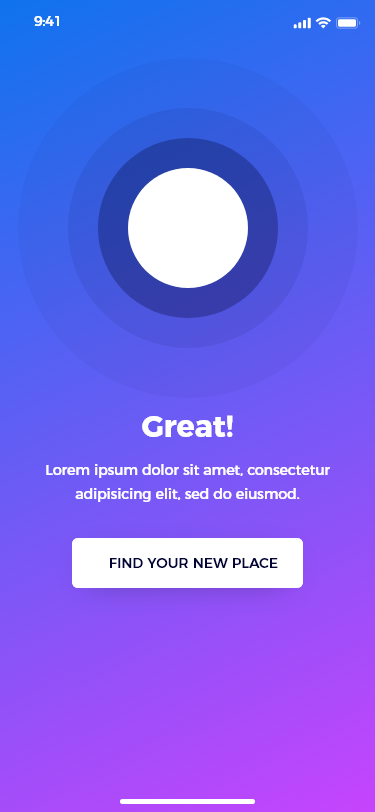 9:41
Great!
Lorem ipsum dolor sit amet, consectetur
adipisicing elit, sed do eiusmod.
FIND YOUR NEW PLACE